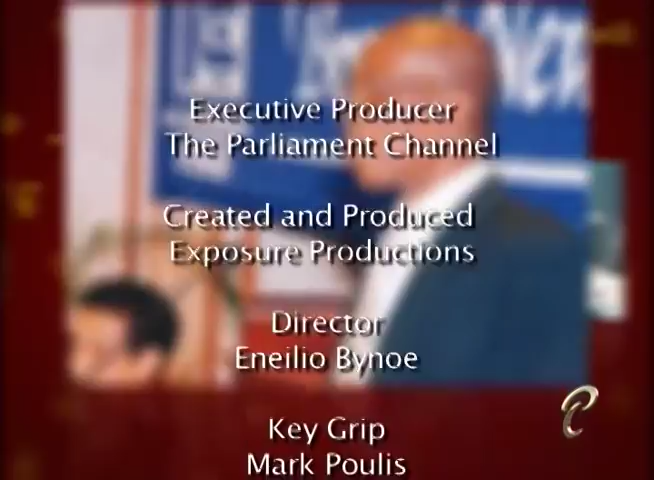 Executive Producer
The Parliament Channel
Created and Produced
Exposure Productions
Director
Eneilio Bynoe
Key Grip
Mark Poulis